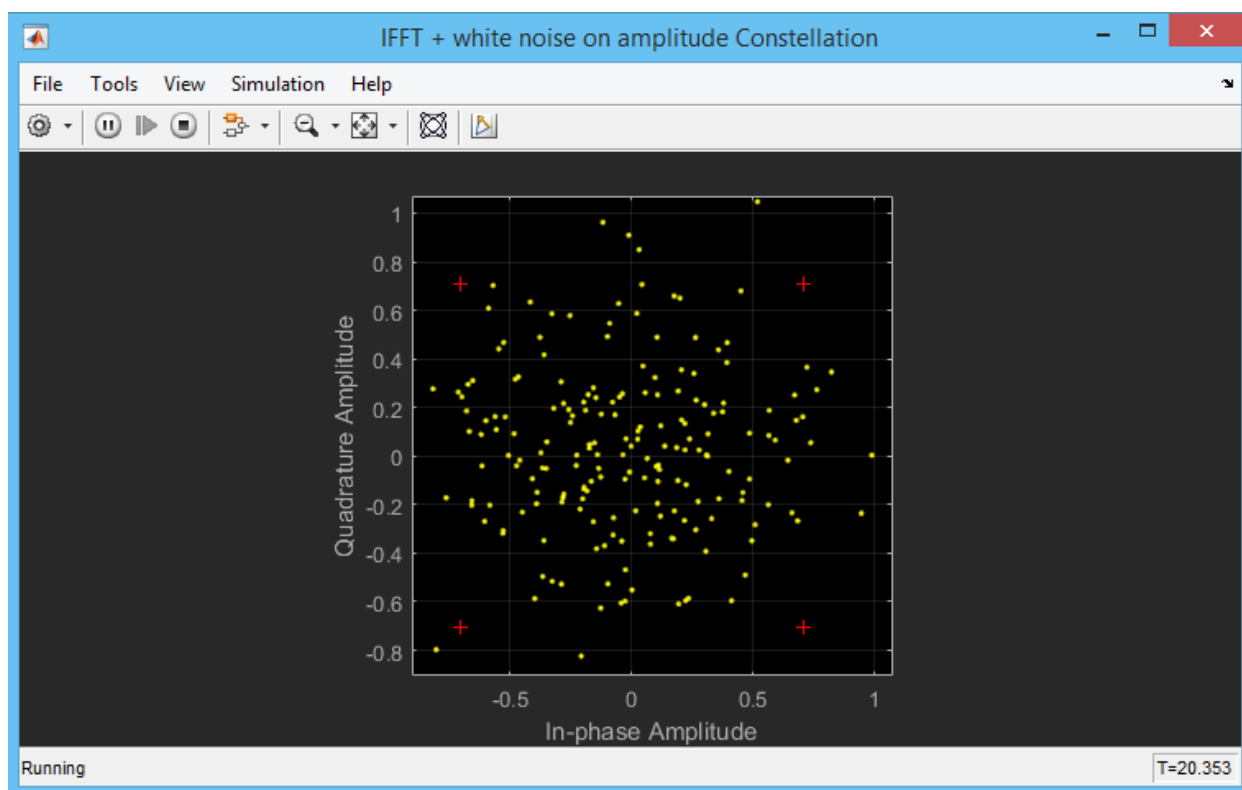 IFFT + white noise on amplitude Constellation
File Tools View Simulation Help
1
0.8
0.6
0.4
0.2
0
-0.2
-0.4
-0.6
-0.8
Quadrature Amplitude
-0.5 0 0.5 1
In-phase Amplitude
Running T=20.353